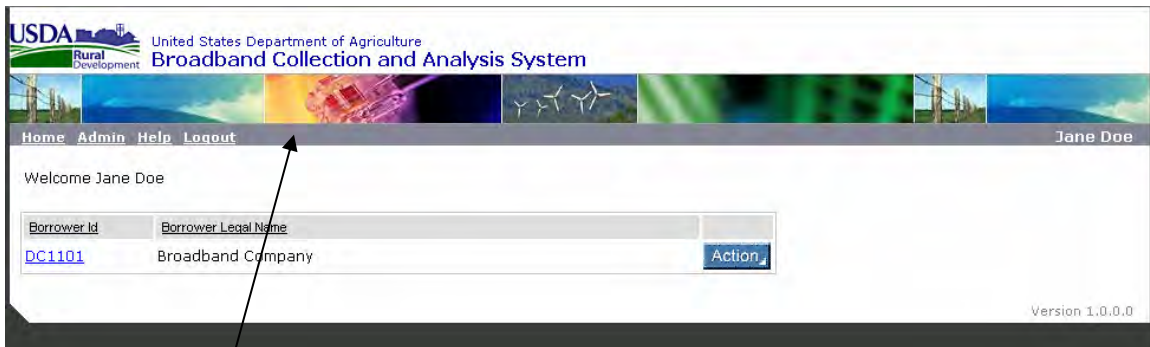 USDA
Rural
Development
United States Department of Agriculture
Broadband Collection and Analysis System
Home Admin Help Logout
Jane Doe
Welcome Jane Doe
Borrower Id Borrower Legal Name
DC1101 Broadband Company Action
Version 1.0.0.0